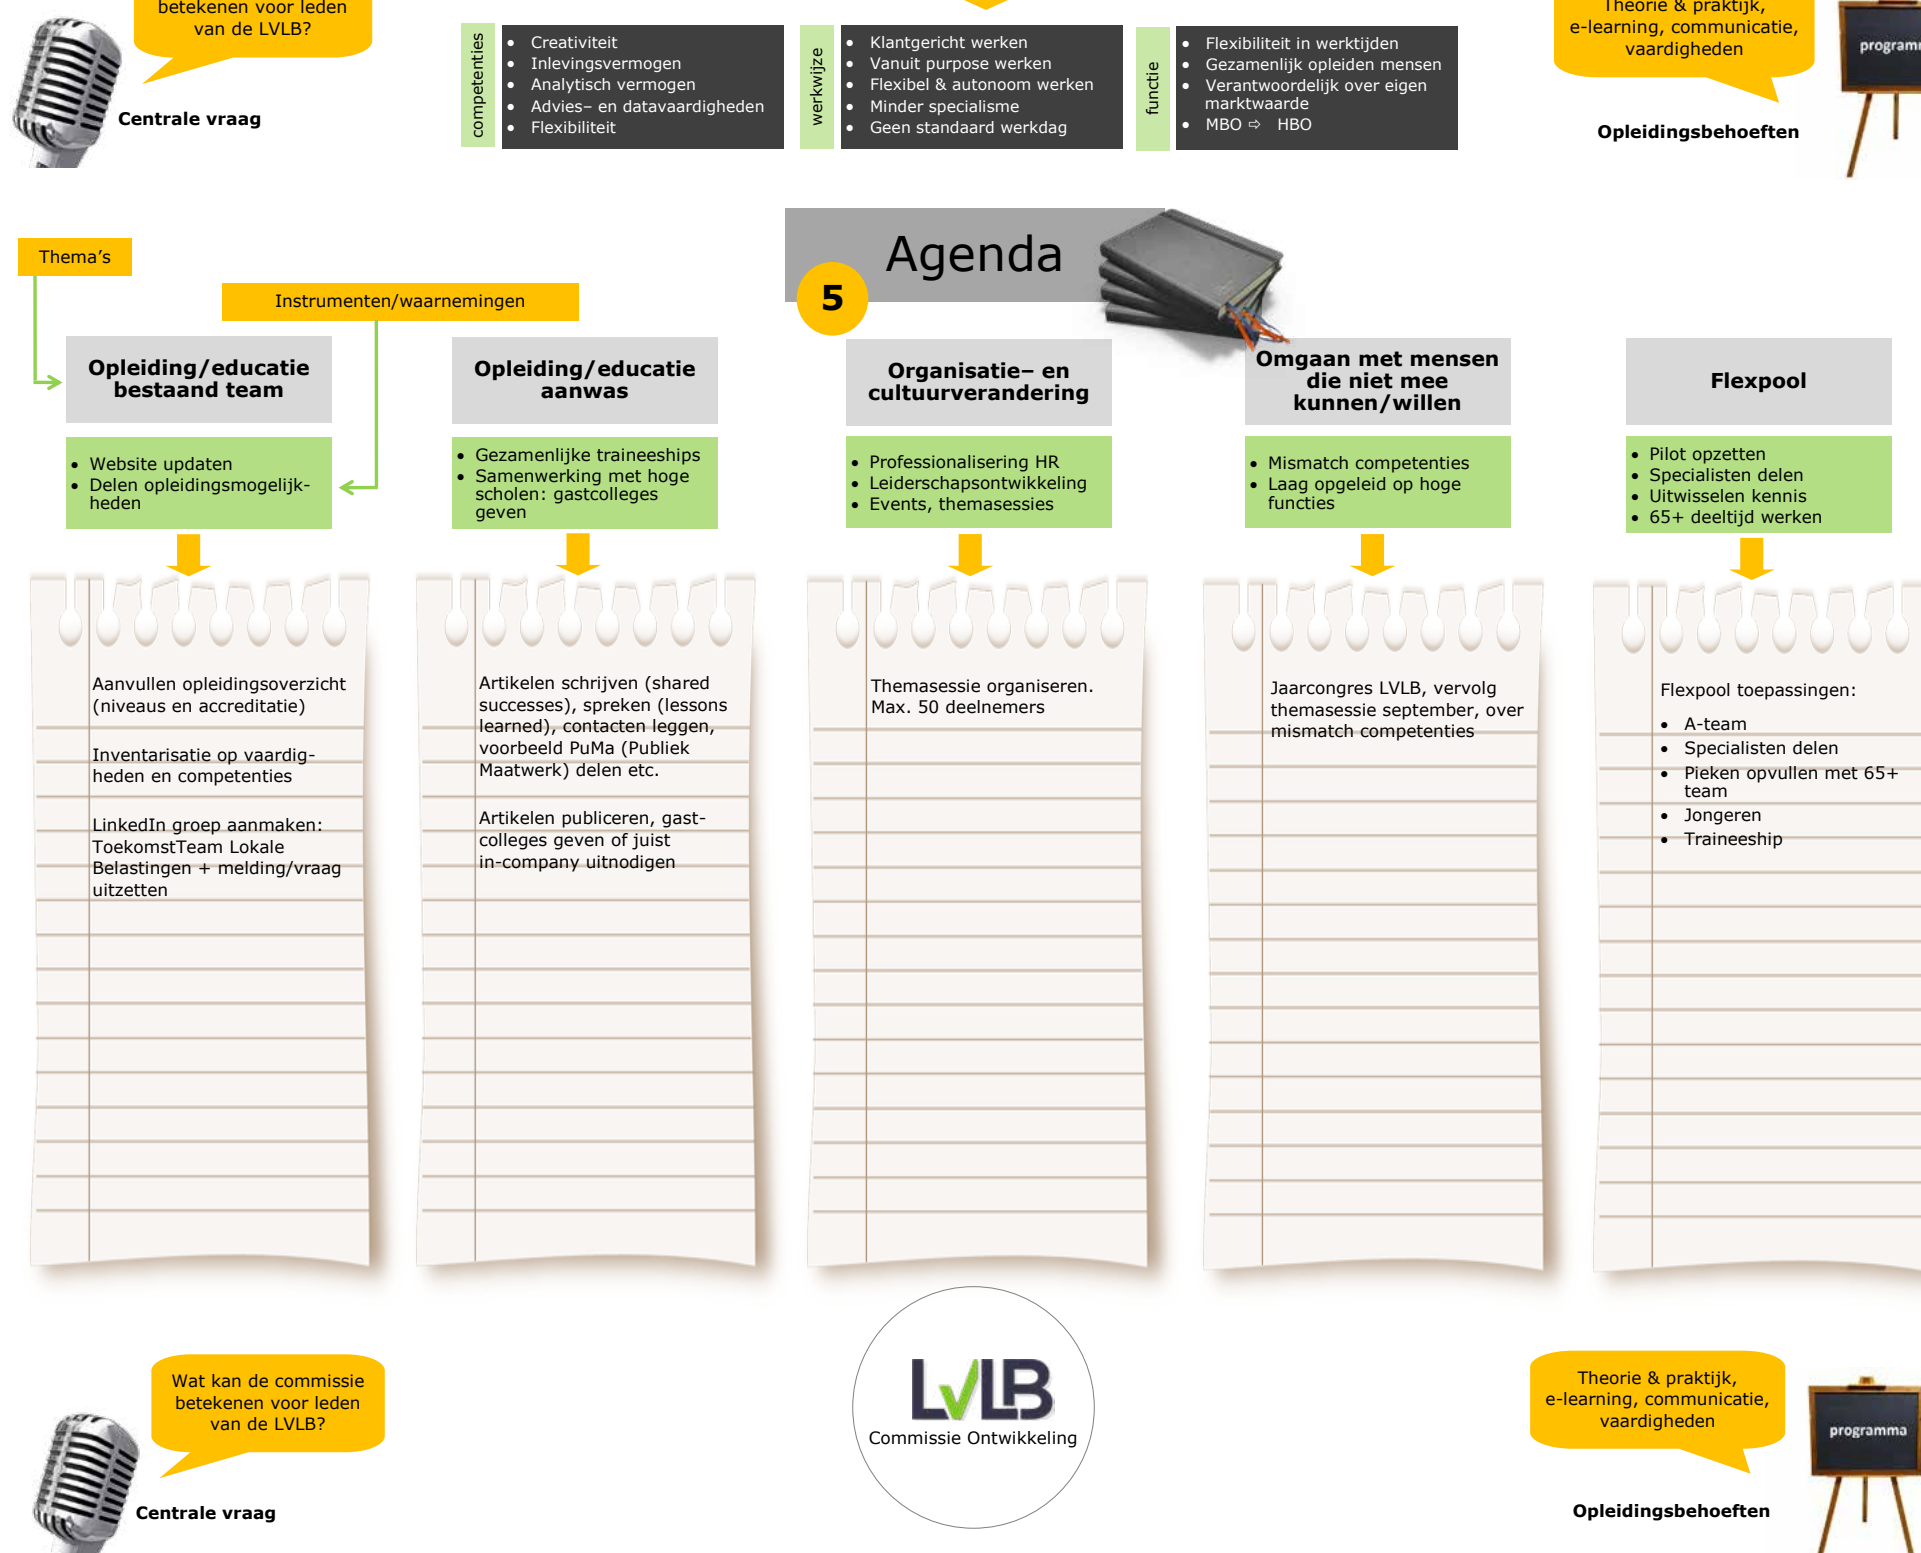 betekenen voor leden
van de LVLB?
Centrale vraag
competenties
• Creativiteit
• Inlevingsvermogen
• Analytisch vermogen
• Advies– en datavaardigheden
• Flexibiliteit
werkwijze
• Klantgericht werken
• Vanuit purpose werken
• Flexibel & autonoom werken
• Minder specialisme
• Geen standaard werkdag
functie
• Flexibiliteit in werktijden
• Gezamenlijk opleiden mensen
• Verantwoordelijk over eigen
marktwaarde
• MBO ⇨ HBO
Theorie & praktijk,
e-learning, communicatie,
vaardigheden
Opleidingsbehoeften
programm
Agenda
5
Thema's
Instrumenten/waarnemingen
Opleiding/educatie
bestaand team
• Website updaten
• Delen opleidingsmogelijk-
heden
Aanvullen opleidingsoverzicht
(niveaus en accreditatie)
Inventarisatie op vaardig-
heden en competenties
LinkedIn groep aanmaken:
ToekomstTeam Lokale
Belastingen + melding/vraag
uitzetten
Opleiding/educatie
aanwas
• Gezamenlijke traineeships
• Samenwerking met hoge
scholen: gastcolleges
geven
Artikelen schrijven (shared
successes), spreken (lessons
learned), contacten leggen,
voorbeeld PuMa (Publiek
Maatwerk) delen etc.
Artikelen publiceren, gast-
colleges geven of juist
in-company uitnodigen
Organisatie– en
cultuurverandering
• Professionalisering HR
• Leiderschapsontwikkeling
• Events, themasessies
Themasessie organiseren.
Max. 50 deelnemers
Omgaan met mensen
die niet mee
kunnen/willen
• Mismatch competenties
• Laag opgeleid op hoge
functies
Jaarcongres LVLB, vervolg
themasessie september, over
mismatch competenties
Flexpool
• Pilot opzetten
• Specialisten delen
• Uitwisselen kennis
• 65+ deeltijd werken
Flexpool toepassingen:
• A-team
• Specialisten delen
• Pieken opvullen met 65+
team
• Jongeren
• Traineeship
Wat kan de commissie
betekenen voor leden
van de LVLB?
Centrale vraag
LVLB
Commissie Ontwikkeling
Theorie & praktijk,
e-learning, communicatie,
vaardigheden
Opleidingsbehoeften
programma